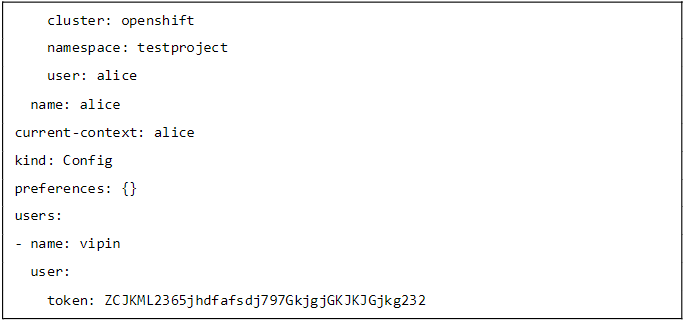 cluster: openshift
namespace: testproject
user: alice
name: alice
current-context: alice
kind: Config
preferences: {}
users:
- name: vipin
user:
token: ZCJKML2365jhdfafsdj797GkjgjGKJKJGjkg232